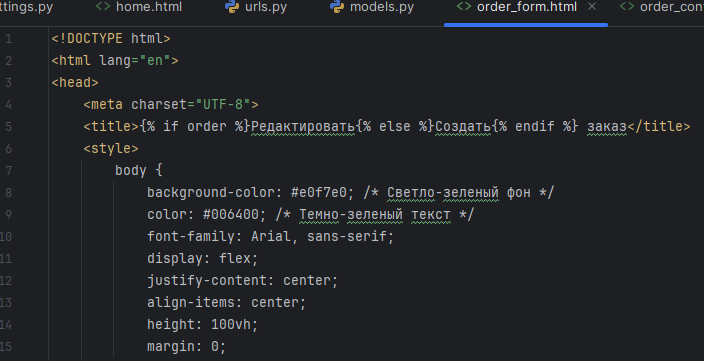 ttings.py <> home.html urls.py models.py <> order_form.html × <> order_con
1 <!DOCTYPE html>
2 <html lang="en">
3 <head>
4 <meta charset="UTF-8">
5 <title>{% if order %}Редактировать{% else %}Создать{% endif %} заказ</title>
6 <style>
7 body {
8 background-color: #e0f7e0; /* Светло-зеленый фон */
9 color: #006400; /* Темно-зеленый текст */
10 font-family: Arial, sans-serif;
11 display: flex;
12 justify-content: center;
13 align-items: center;
14 height: 100vh;
15 margin: 0;